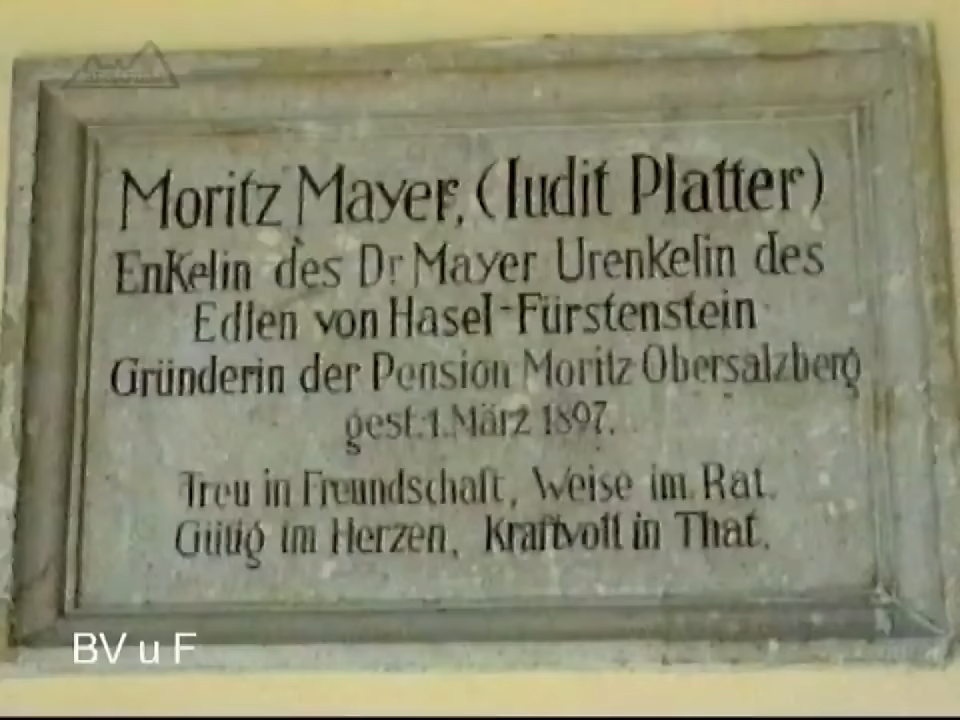 Moritz Mayer, (Iudit Platter)
Enkelin des Dr Mayer Urenkelin des
Edlen von Hasel-Fürstenstein
Gründerin der Pension Moritz Obersalzberg
gest. 1. März 1897.
Treu in Freundschaft, Weise im Rat.
Gütig im Herzen, Kraftvoll in That.
BV u F